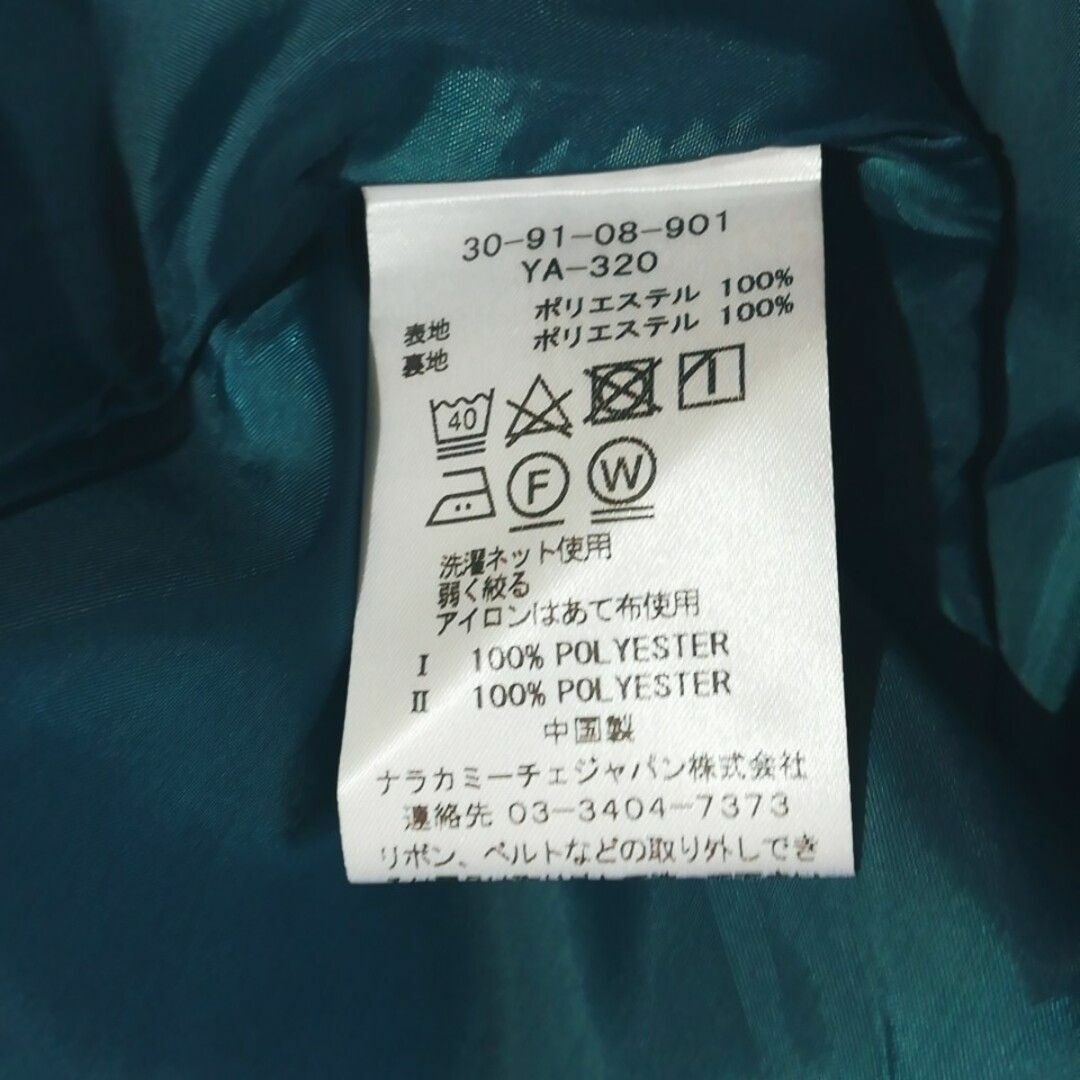 30-91-08-901
YA-320
表地 ポリエステル 100%
裏地 ポリエステル 100%
40
F W
洗濯ネット使用
弱く絞る
アイロンはあて布使用
I 100% POLYESTER
II 100% POLYESTER
中国製
ナラカミーチェジャパン株式会社
連絡先 03-3404-7373
リボン、ベルトなどの取り外しでき